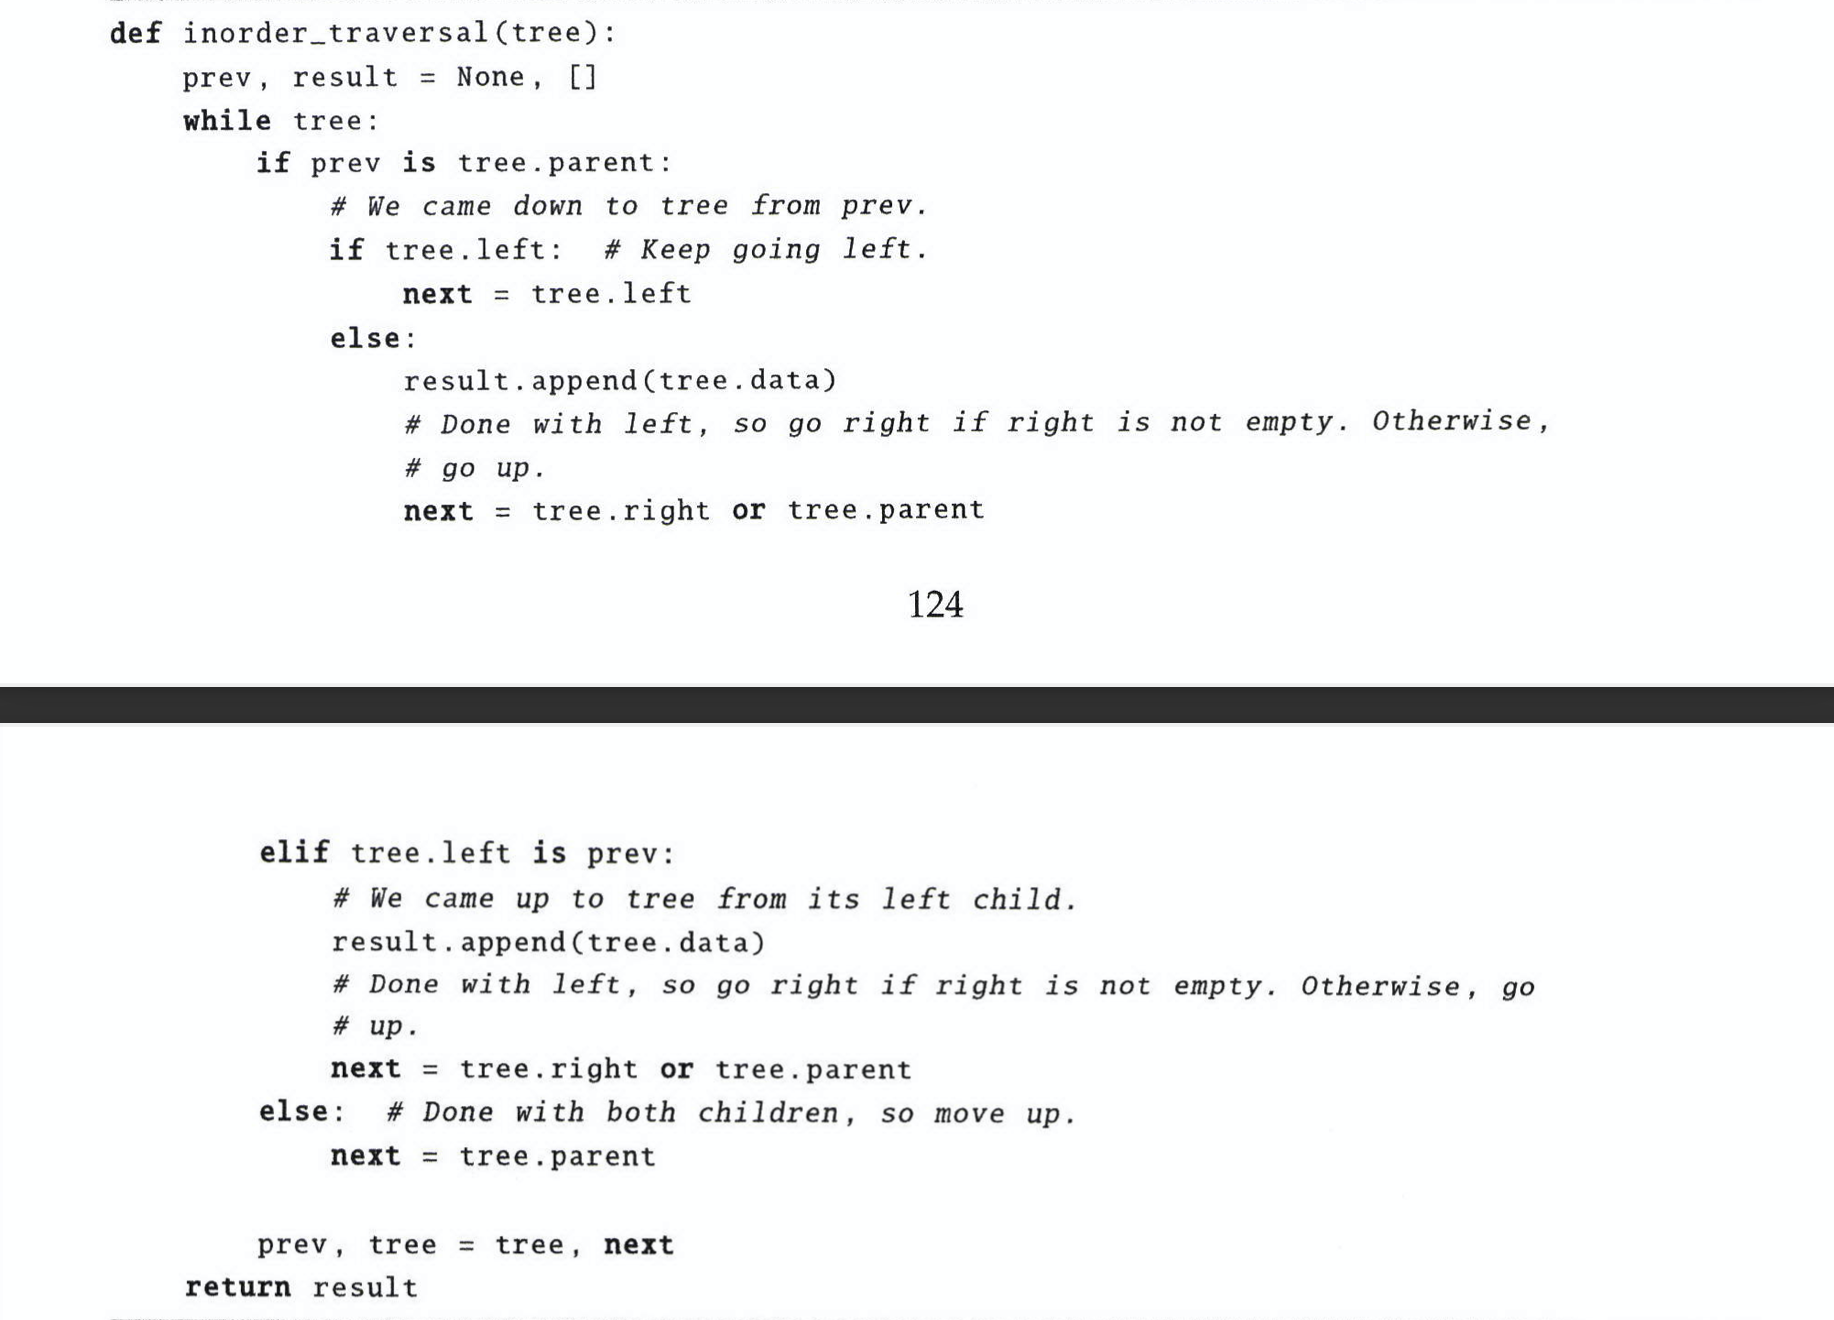 def inorder_traversal(tree):
    prev, result = None, []
    while tree:
        if prev is tree.parent:
            # We came down to tree from prev.
            if tree.left:  # Keep going left.
                next = tree.left
            else:
                result.append(tree.data)
                # Done with left, so go right if right is not empty. Otherwise,
                # go up.
                next = tree.right or tree.parent
124
        elif tree.left is prev:
            # We came up to tree from its left child.
            result.append(tree.data)
            # Done with left, so go right if right is not empty. Otherwise, go
            # up.
            next = tree.right or tree.parent
        else:  # Done with both children, so move up.
            next = tree.parent
        prev, tree = tree, next
    return result